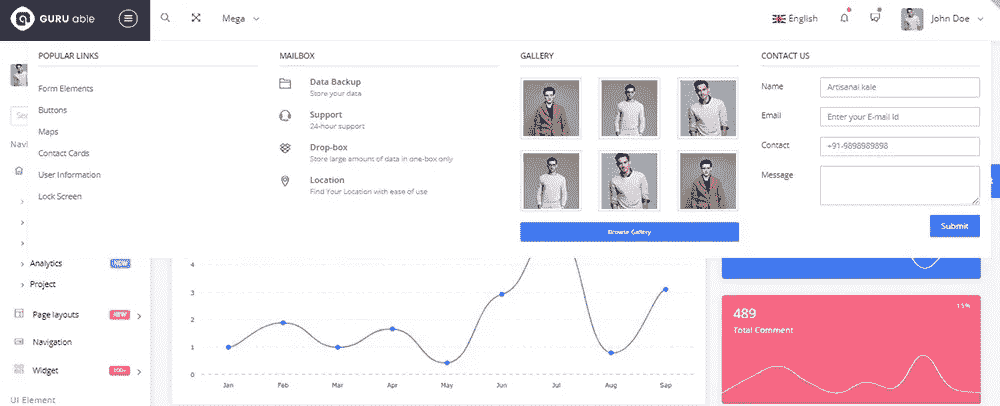 GURU able
Mega
English
John Doe
POPULAR LINKS
Form Elements
Buttons
Maps
Contact Cards
User Information
Lock Screen
MAILBOX
Data Backup
Store your data
Support
24-hour support
Drop-box
Store large amount of data in one-box only
Location
Find Your Location with ease of use
GALLERY
Browse Gallery
CONTACT US
Name
Artisanal kale
Email
Enter your E-mail Id
Contact
+91-9898989898
Message
Submit
Sea
Navi
Analytics NEW
Project
Page layouts NEW
Navigation
Widget 100+
UI Element
4
3
2
1
0
Jan Feb Mar Apr May Jun Jul Aug Sep
489
15%
Total Comment